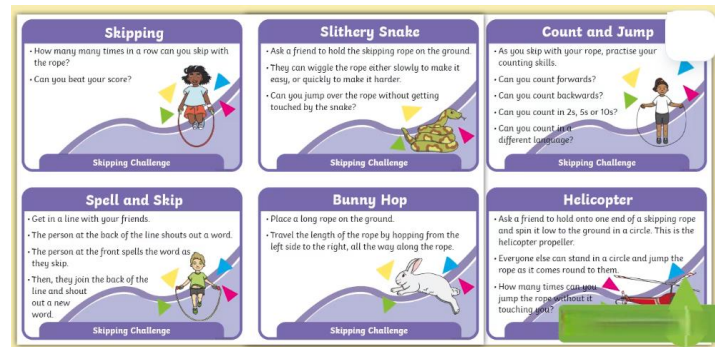 Skipping
• How many many times in a row can you skip with
the rope?
• Can you beat your score?
Skipping Challenge
Slithery Snake
• Ask a friend to hold the skipping rope on the ground.
• They can wiggle the rope either slowly to make it
easy, or quickly to make it harder.
• Can you jump over the rope without getting
touched by the snake?
Skipping Challenge
Count and Jump
• As you skip with your rope, practise your
counting skills.
• Can you count forwards?
• Can you count backwards?
• Can you count in 2s, 5s or 10s?
• Can you count in a
different language?
Skipping Challenge
Spell and Skip
• Get in a line with your friends.
• The person at the back of the line shouts out a word.
• The person at the front spells the word as
they skip.
• Then, they join the back of the
line and shout
out a new
word.
Skipping Challenge
Bunny Hop
• Place a long rope on the ground.
• Travel the length of the rope by hopping from the
left side to the right, all the way along the rope.
Skipping Challenge
Helicopter
• Ask a friend to hold onto one end of a skipping rope
and spin it low to the ground in a circle. This is the
helicopter propeller.
• Everyone else can stand in a circle and jump the
rope as it comes round to them.
• How many times can you
jump the rope without it
touching you?